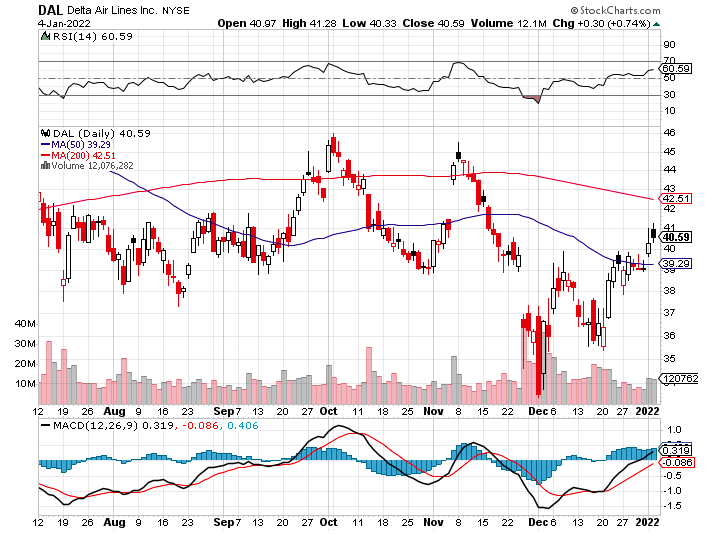 DAL Delta Air Lines Inc. NYSE © StockCharts.com
4-Jan-2022 Open 40.97 High 41.28 Low 40.33 Close 40.59 Volume 12.1M Chg +0.30 (+0.74%)
RSI(14) 60.59
90
70
60.59
50
30
10
DAL (Daily) 40.59
MA(50) 39.29
MA(200) 42.51
Volume 12,076,282
46
45
44
43
42.51
42
41
40.59
40
39.29
39
38
37
36
35
40M
30M
20M
10M
120762
12 19 26 Aug 9 16 23 Sep 13 20 27 Oct 11 18 25 Nov 8 15 22 Dec 6 13 20 27 2022
MACD(12,26,9) 0.319, -0.086, 0.406
1.0
0.319
-0.086
-0.5
-1.0
-1.5
12 19 26 Aug 9 16 23 Sep 13 20 27 Oct 11 18 25 Nov 8 15 22 Dec 6 13 20 27 2022